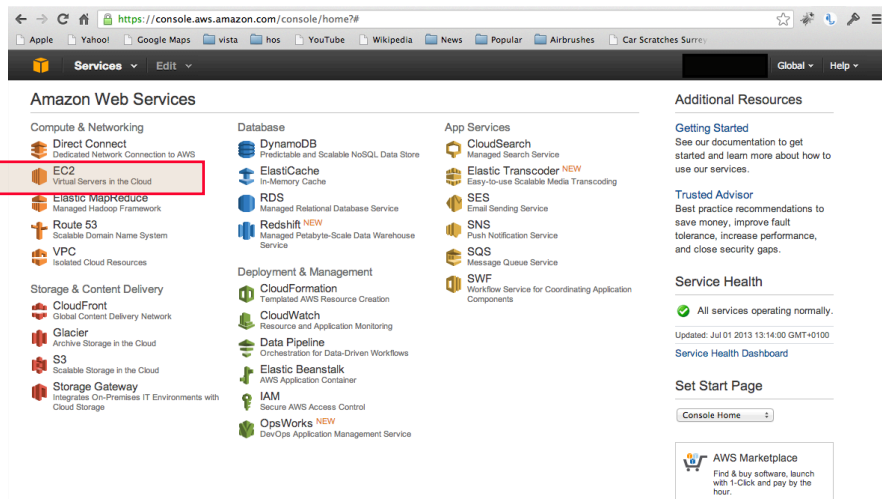 https://console.aws.amazon.com/console/home?#
Apple Yahoo! Google Maps vista hos YouTube Wikipedia News Popular Airbrushes Car Scratches Surrey
Services Edit Global Help
Amazon Web Services
Compute & Networking
Direct Connect
Dedicated Network Connection to AWS
EC2
Virtual Servers in the Cloud
Elastic MapReduce
Managed Hadoop Framework
Route 53
Scalable Domain Name System
VPC
Isolated Cloud Resources
Storage & Content Delivery
CloudFront
Global Content Delivery Network
Glacier
Archive Storage in the Cloud
S3
Scalable Storage in the Cloud
Storage Gateway
Integrates On-Premises IT Environments with
Cloud Storage
Database
DynamoDB
Predictable and Scalable NoSQL Data Store
ElastiCache
In-Memory Cache
RDS
Managed Relational Database Service
Redshift NEW
Managed Petabyte-Scale Data Warehouse
Service
Deployment & Management
CloudFormation
Templated AWS Resource Creation
CloudWatch
Resource and Application Monitoring
Data Pipeline
Orchestration for Data-Driven Workflows
Elastic Beanstalk
AWS Application Container
IAM
Secure AWS Access Control
OpsWorks NEW
DevOps Application Management Service
App Services
CloudSearch
Managed Search Service
Elastic Transcoder NEW
Easy-to-use Scalable Media Transcoding
SES
Email Sending Service
SNS
Push Notification Service
SQS
Message Queue Service
SWF
Workflow Service for Coordinating Application
Components
Additional Resources
Getting Started
See our documentation to get
started and learn more about how to
use our services.
Trusted Advisor
Best practice recommendations to
save money, improve fault
tolerance, increase performance,
and close security gaps.
Service Health
All services operating normally.
Updated: Jul 01 2013 13:14:00 GMT+0100
Service Health Dashboard
Set Start Page
Console Home
AWS Marketplace
Find & buy software, launch
with 1-Click and pay by the
hour.